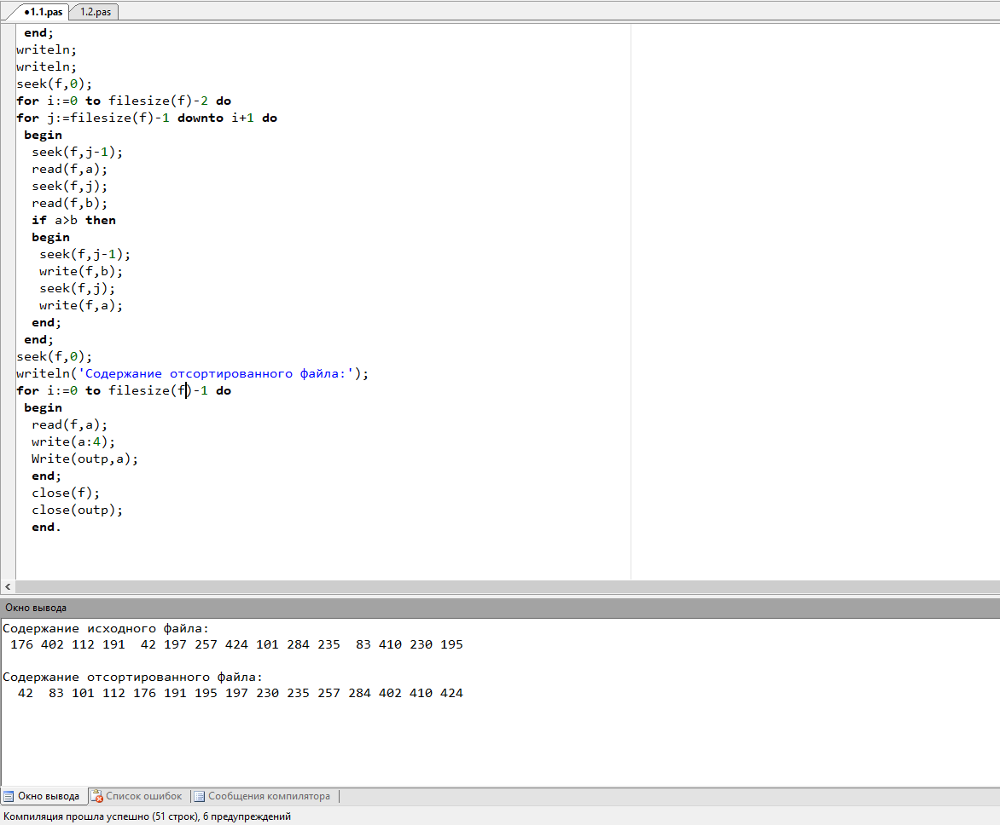 •1.1.pas 1.2.pas
end;
writeln;
writeln;
seek(f,0);
for i:=0 to filesize(f)-2 do
for j:=filesize(f)-1 downto i+1 do
begin
seek(f,j-1);
read(f,a);
seek(f,j);
read(f,b);
if a>b then
begin
seek(f,j-1);
write(f,b);
seek(f,j);
write(f,a);
end;
end;
seek(f,0);
writeln('Содержание отсортированного файла:');
for i:=0 to filesize(f)-1 do
begin
read(f,a);
write(a:4);
Write(outp,a);
end;
close(f);
close(outp);
end.
Окно вывода
Содержание исходного файла:
176 402 112 191  42 197 257 424 101 284 235  83 410 230 195
Содержание отсортированного файла:
42  83 101 112 176 191 195 197 230 235 257 284 402 410 424
Окно вывода Список ошибок Сообщения компилятора
Компиляция прошла успешно (51 строк), 6 предупреждений